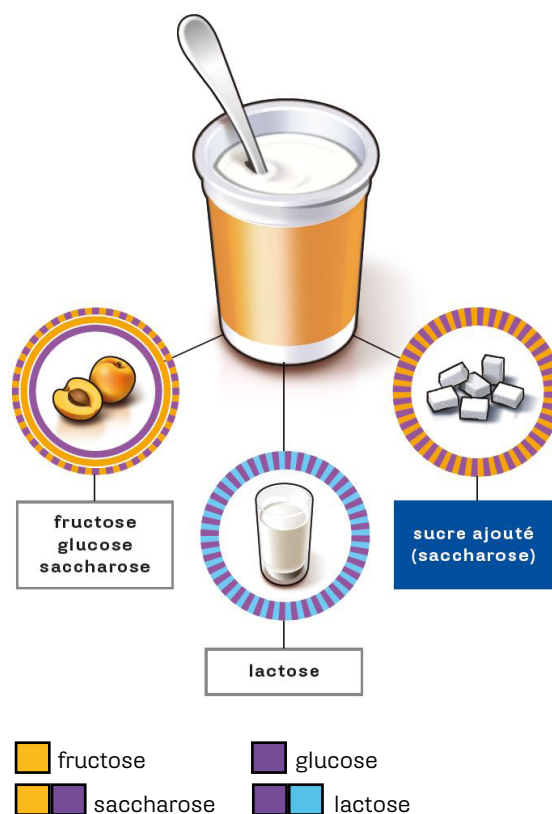 fructose
glucose
saccharose
sucre ajouté
(saccharose)
lactose
fructose
glucose
saccharose
lactose